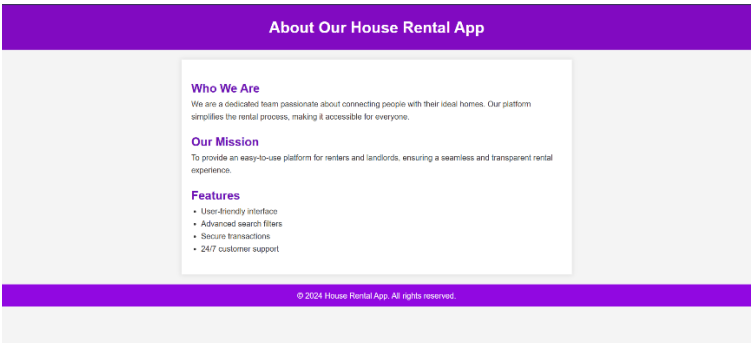 About Our House Rental App
Who We Are
We are a dedicated team passionate about connecting people with their ideal homes. Our platform
simplifies the rental process, making it accessible for everyone.
Our Mission
To provide an easy-to-use platform for renters and landlords, ensuring a seamless and transparent rental
experience.
Features
• User-friendly interface
• Advanced search filters
• Secure transactions
• 24/7 customer support
© 2024 House Rental App. All rights reserved.